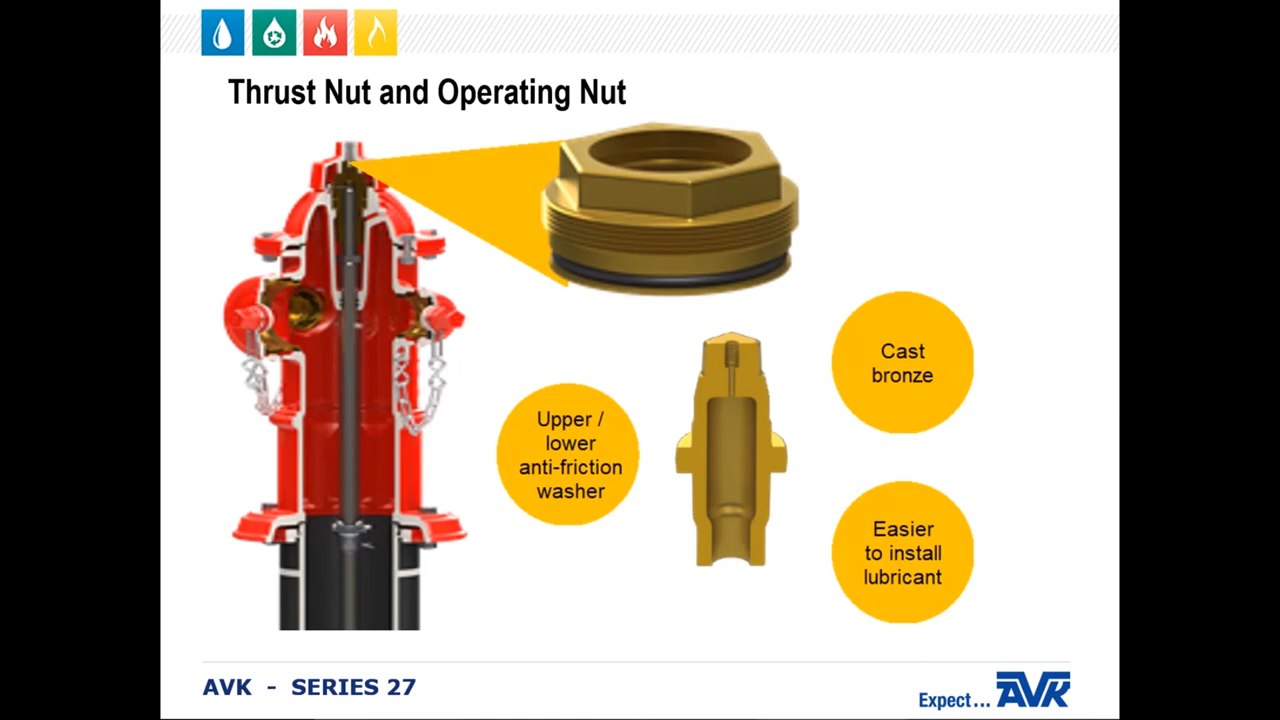 Thrust Nut and Operating Nut
Cast
bronze
Upper /
lower
anti-friction
washer
Easier
to install
lubricant
AVK - SERIES 27
Expect... AVK